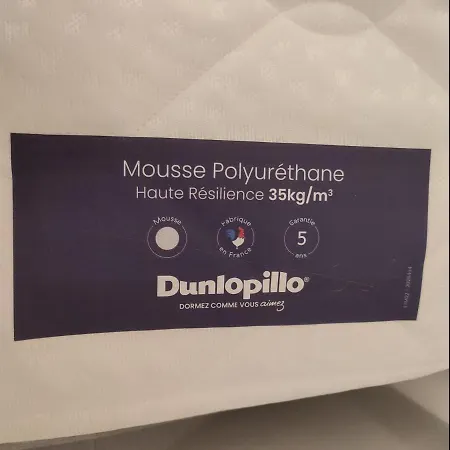 Mousse Polyuréthane
Haute Résilience 35kg/m³
Mousse
Fabriqué en France
Garantie 5 ans
Dunlopillo®
DORMEZ COMME VOUS aimez